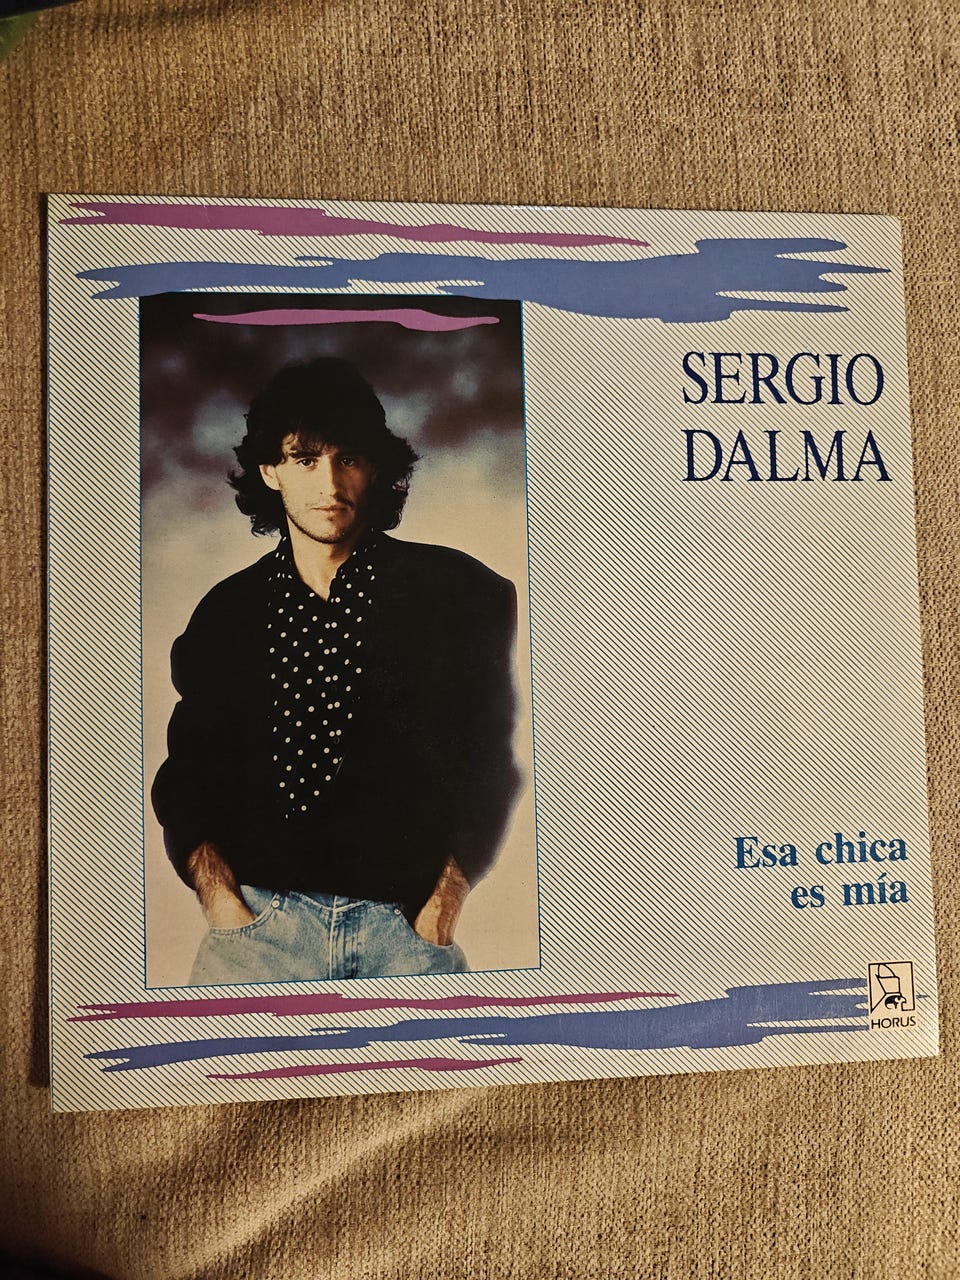 SERGIO
DALMA
Esa chica
es mía
HORUS